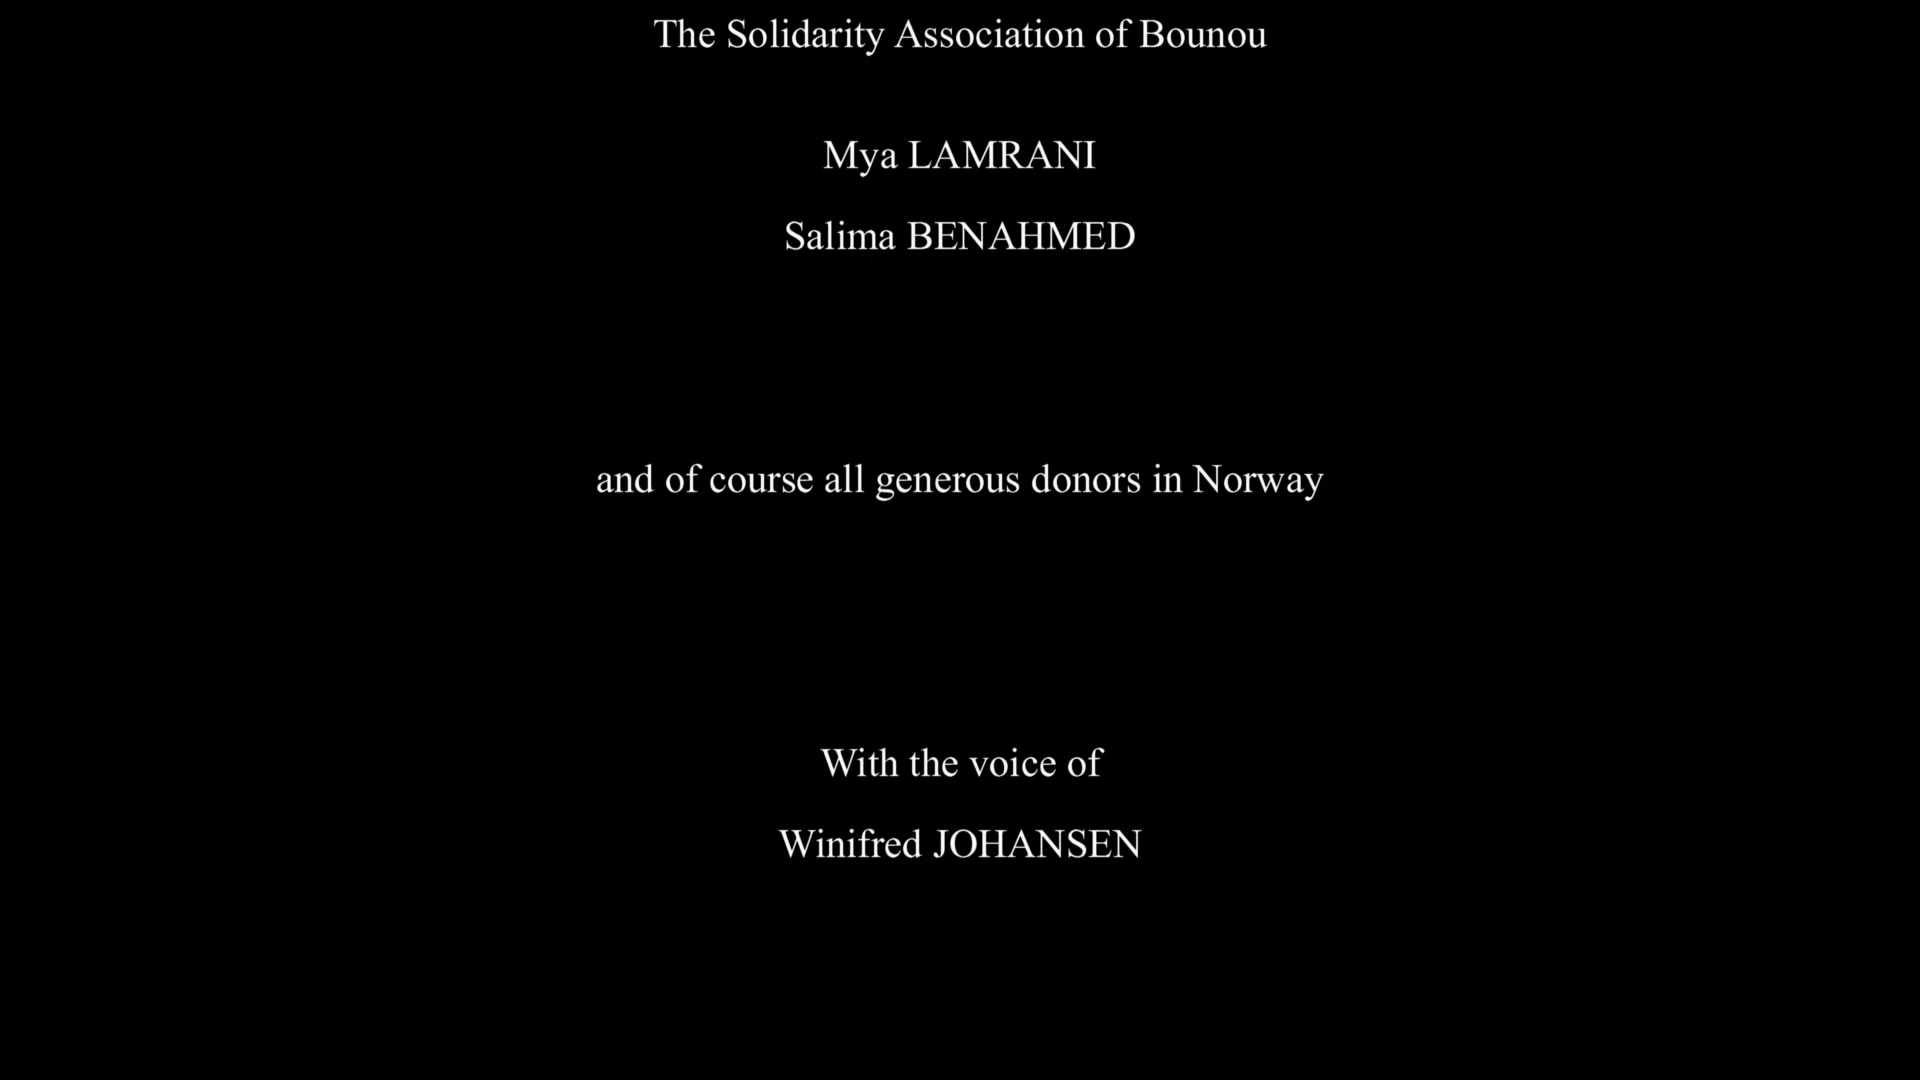 The Solidarity Association of Bounou
Mya LAMRANI
Salima BENAHMED
and of course all generous donors in Norway
With the voice of
Winifred JOHANSEN